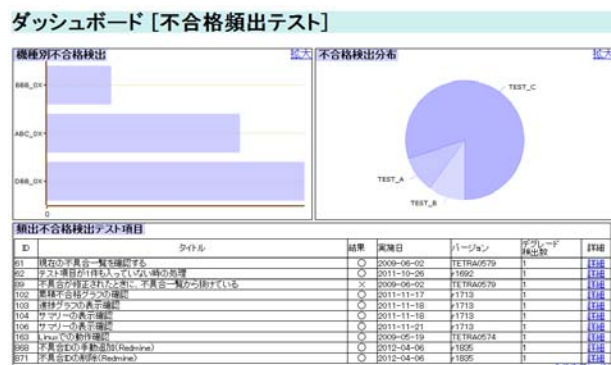 ダッシュボード [不合格頻出テスト]
機種別不合格検出 拡大
BBB_0X
ABC_0X
DBB_0X
0
不合格検出分布 拡大
TEST_C
TEST_A
TEST_B
頻出不合格検出テスト項目
ID タイトル 結果 実施日 バージョン デグレード検出数 詳細
61 現在の不具合一覧を確認する ○ 2009-06-02 TETRA0579 1 詳細
62 テスト項目が1件も入っていない時の処理 ○ 2011-10-26 r1692 1 詳細
89 不具合が修正されたときに、不具合一覧から抜けている × 2009-06-02 TETRA0579 1 詳細
102 累積不合格グラフの確認 ○ 2011-11-17 r1713 1 詳細
103 進捗グラフの表示確認 ○ 2011-11-18 r1713 1 詳細
104 サマリーの表示確認 ○ 2011-11-18 r1713 1 詳細
106 サマリーの表示確認 ○ 2011-11-21 r1713 1 詳細
163 Linuxでの動作確認 ○ 2009-05-19 TETRA0574 1 詳細
868 不具合IDの手動追加(Redmine) ○ 2012-04-06 r1835 1 詳細
871 不具合IDの削除(Redmine) ○ 2012-04-06 r1835 1 詳細